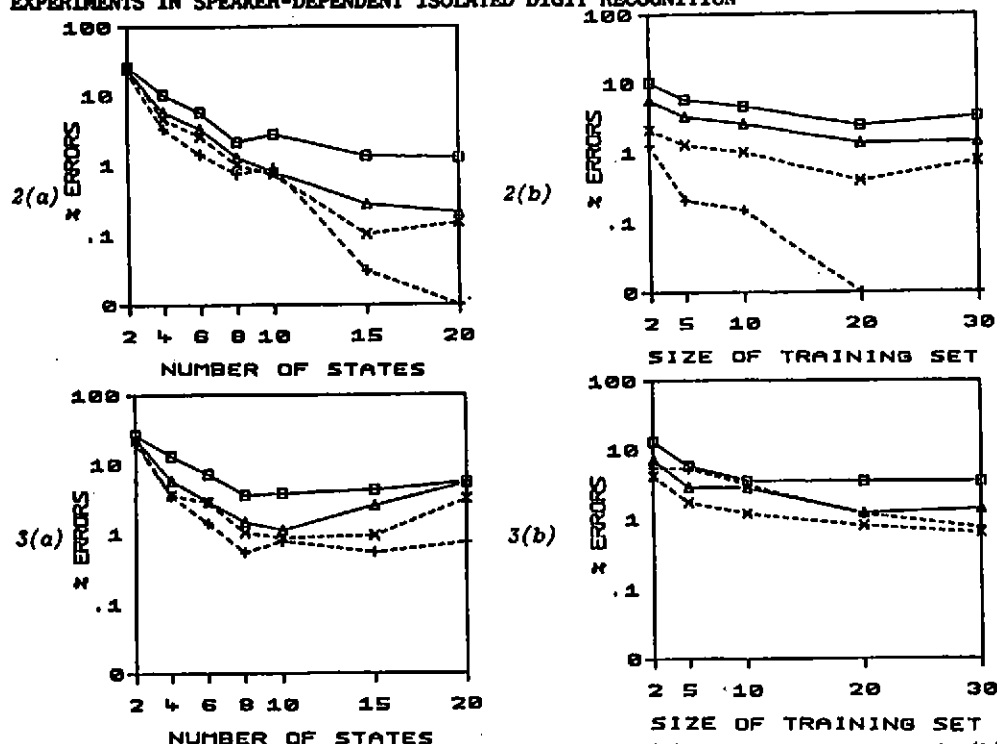 EXPERIMENTS IN SPEAKER-DEPENDENT ISOLATED DIGIT RECOGNITION
2(a)
% ERRORS
100
10
1
.1
0
2 4 6 8 10 15 20
NUMBER OF STATES
2(b)
% ERRORS
100
10
1
.1
0
2 5 10 20 30
SIZE OF TRAINING SET
3(a)
% ERRORS
100
10
1
.1
0
2 4 6 8 10 15 20
NUMBER OF STATES
3(b)
% ERRORS
100
10
1
.1
0
2 5 10 20 30
SIZE OF TRAINING SET